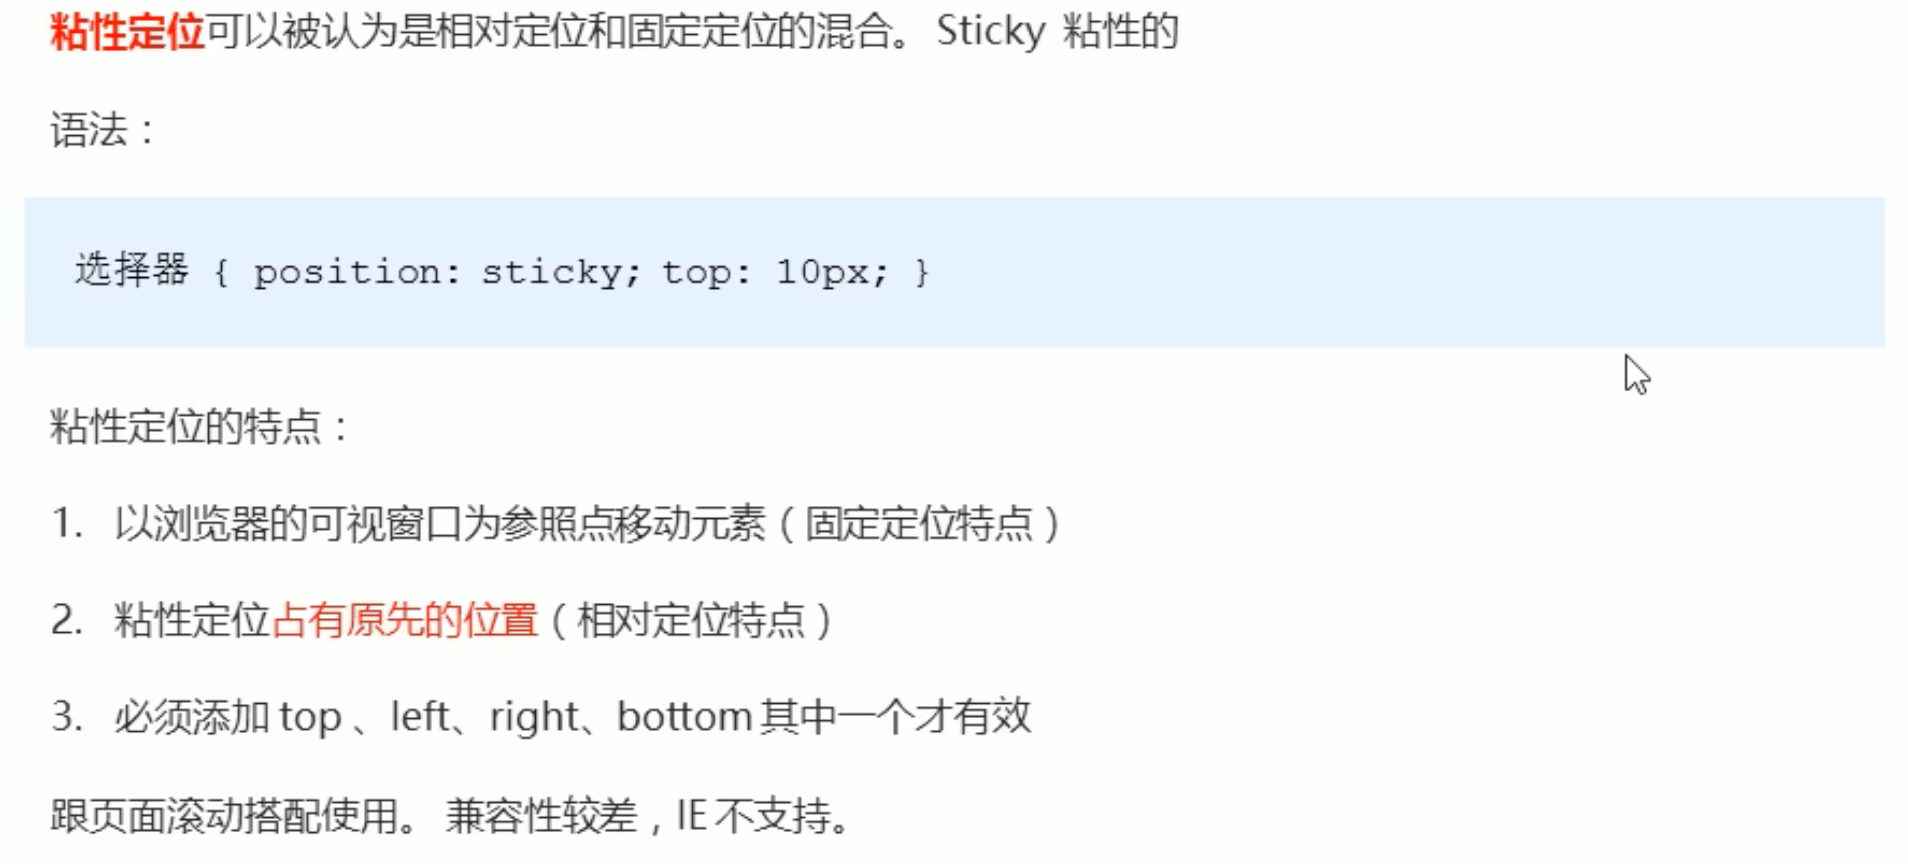 粘性定位可以被认为是相对定位和固定定位的混合。 Sticky 粘性的
语法：
选择器 { position: sticky; top: 10px; }
粘性定位的特点：
1. 以浏览器的可视窗口为参照点移动元素（固定定位特点）
2. 粘性定位占有原先的位置（相对定位特点）
3. 必须添加 top 、left、right、bottom 其中一个才有效
跟页面滚动搭配使用。 兼容性较差，IE 不支持。